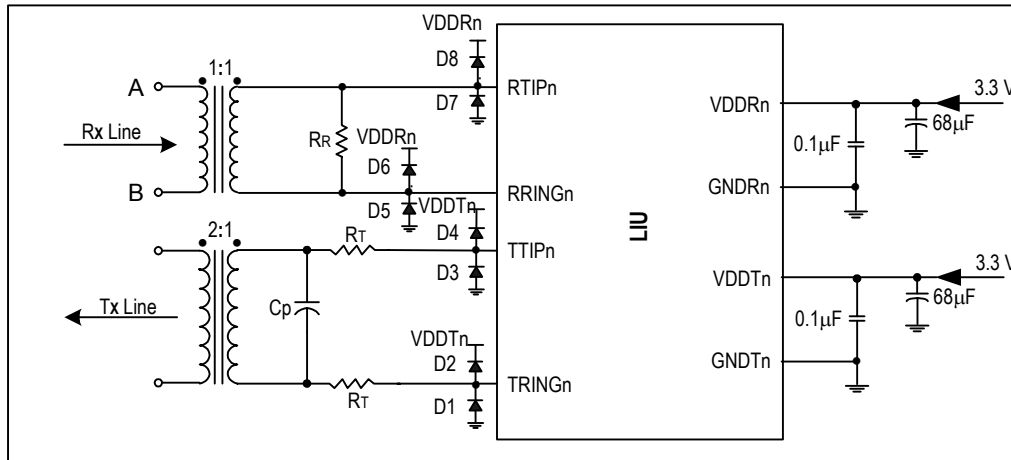 VDDRn
D8
1:1
A
RTIPn
D7
Rx Line
RR
VDDRn
D6
B
RRINGn
D5
VDDTn
2:1
RT
D4
TTIPn
D3
Tx Line
Cp
VDDTn
D2
TRINGn
RT
D1
LIU
VDDRn
3.3 V
68µF
0.1µF
GNDRn
VDDTn
3.3 V
68µF
0.1µF
GNDTn